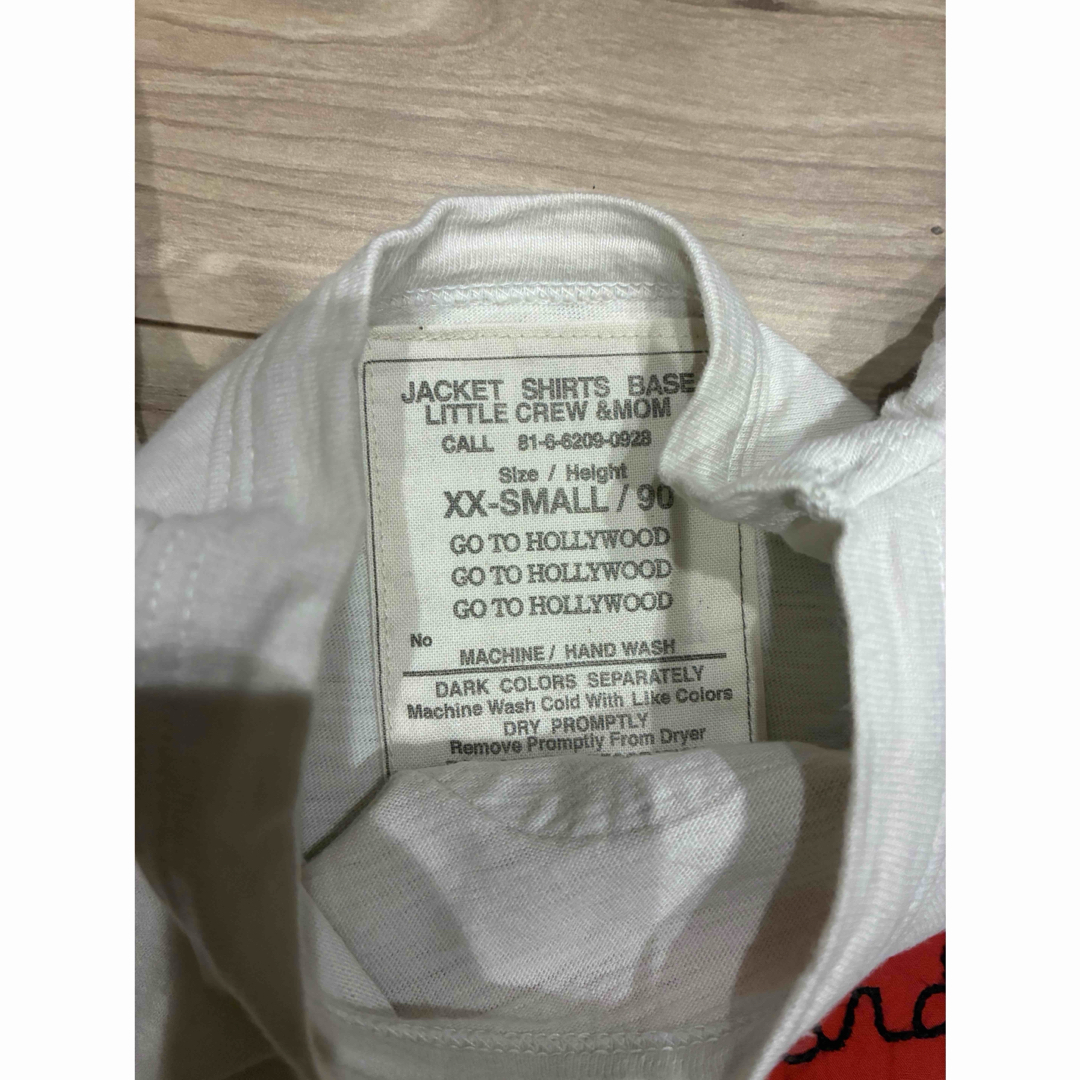 JACKET SHIRTS BASE
LITTLE CREW &MOM
CALL 81-6-6209-0928
Size / Height
XX-SMALL / 90
GO TO HOLLYWOOD
GO TO HOLLYWOOD
GO TO HOLLYWOOD
No
MACHINE / HAND WASH
DARK COLORS SEPARATELY
Machine Wash Cold With Like Colors
DRY PROMPTLY
Remove Promptly From Dryer